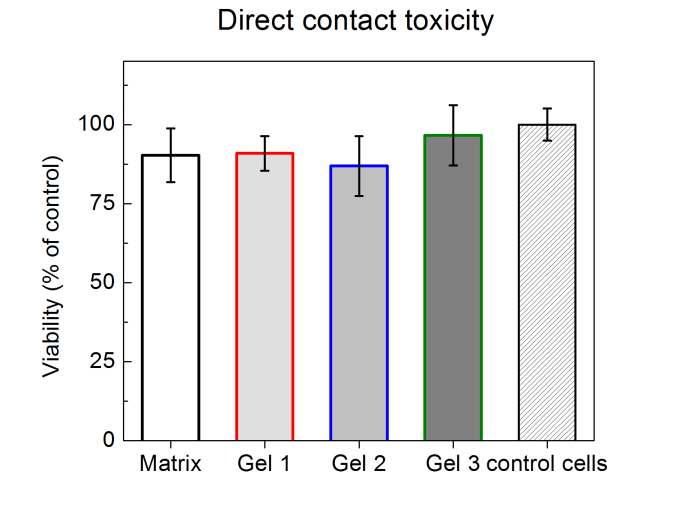 Direct contact toxicity
Viability (% of control)
100
75
50
25
0
Matrix Gel 1 Gel 2 Gel 3 control cells